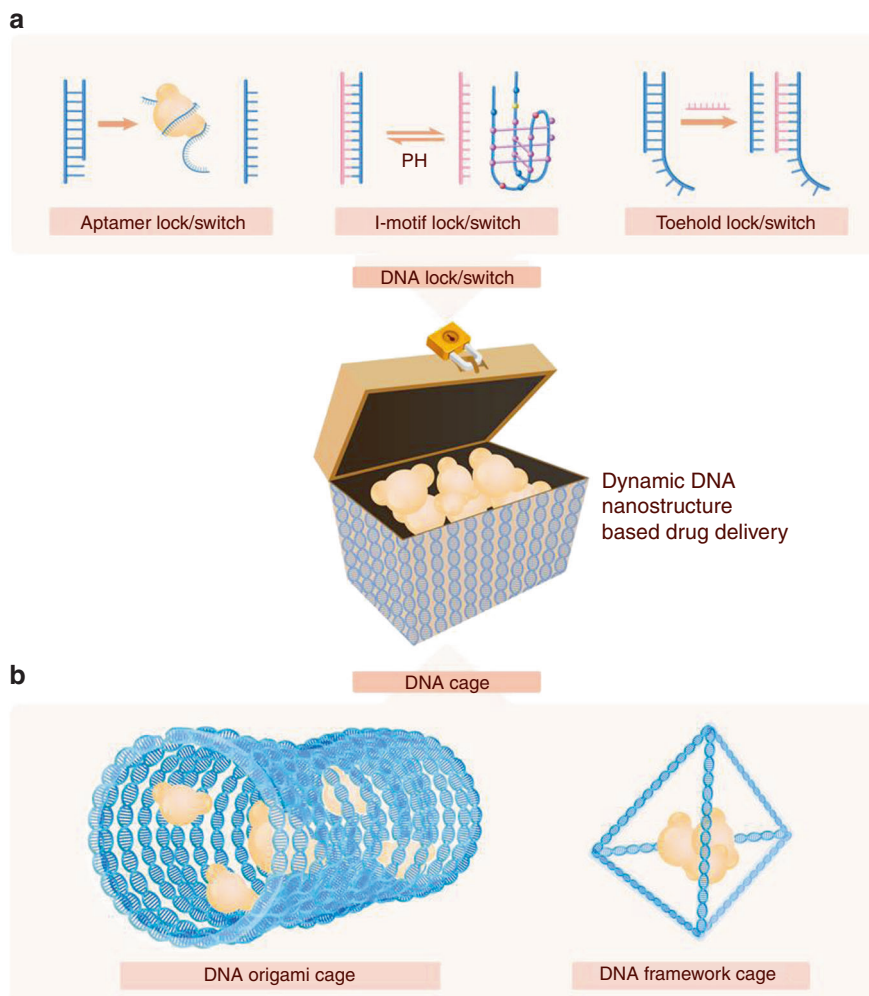 a
PH
Aptamer lock/switch
I-motif lock/switch
Toehold lock/switch
DNA lock/switch
Dynamic DNA
nanostructure
based drug delivery
b
DNA cage
DNA origami cage
DNA framework cage